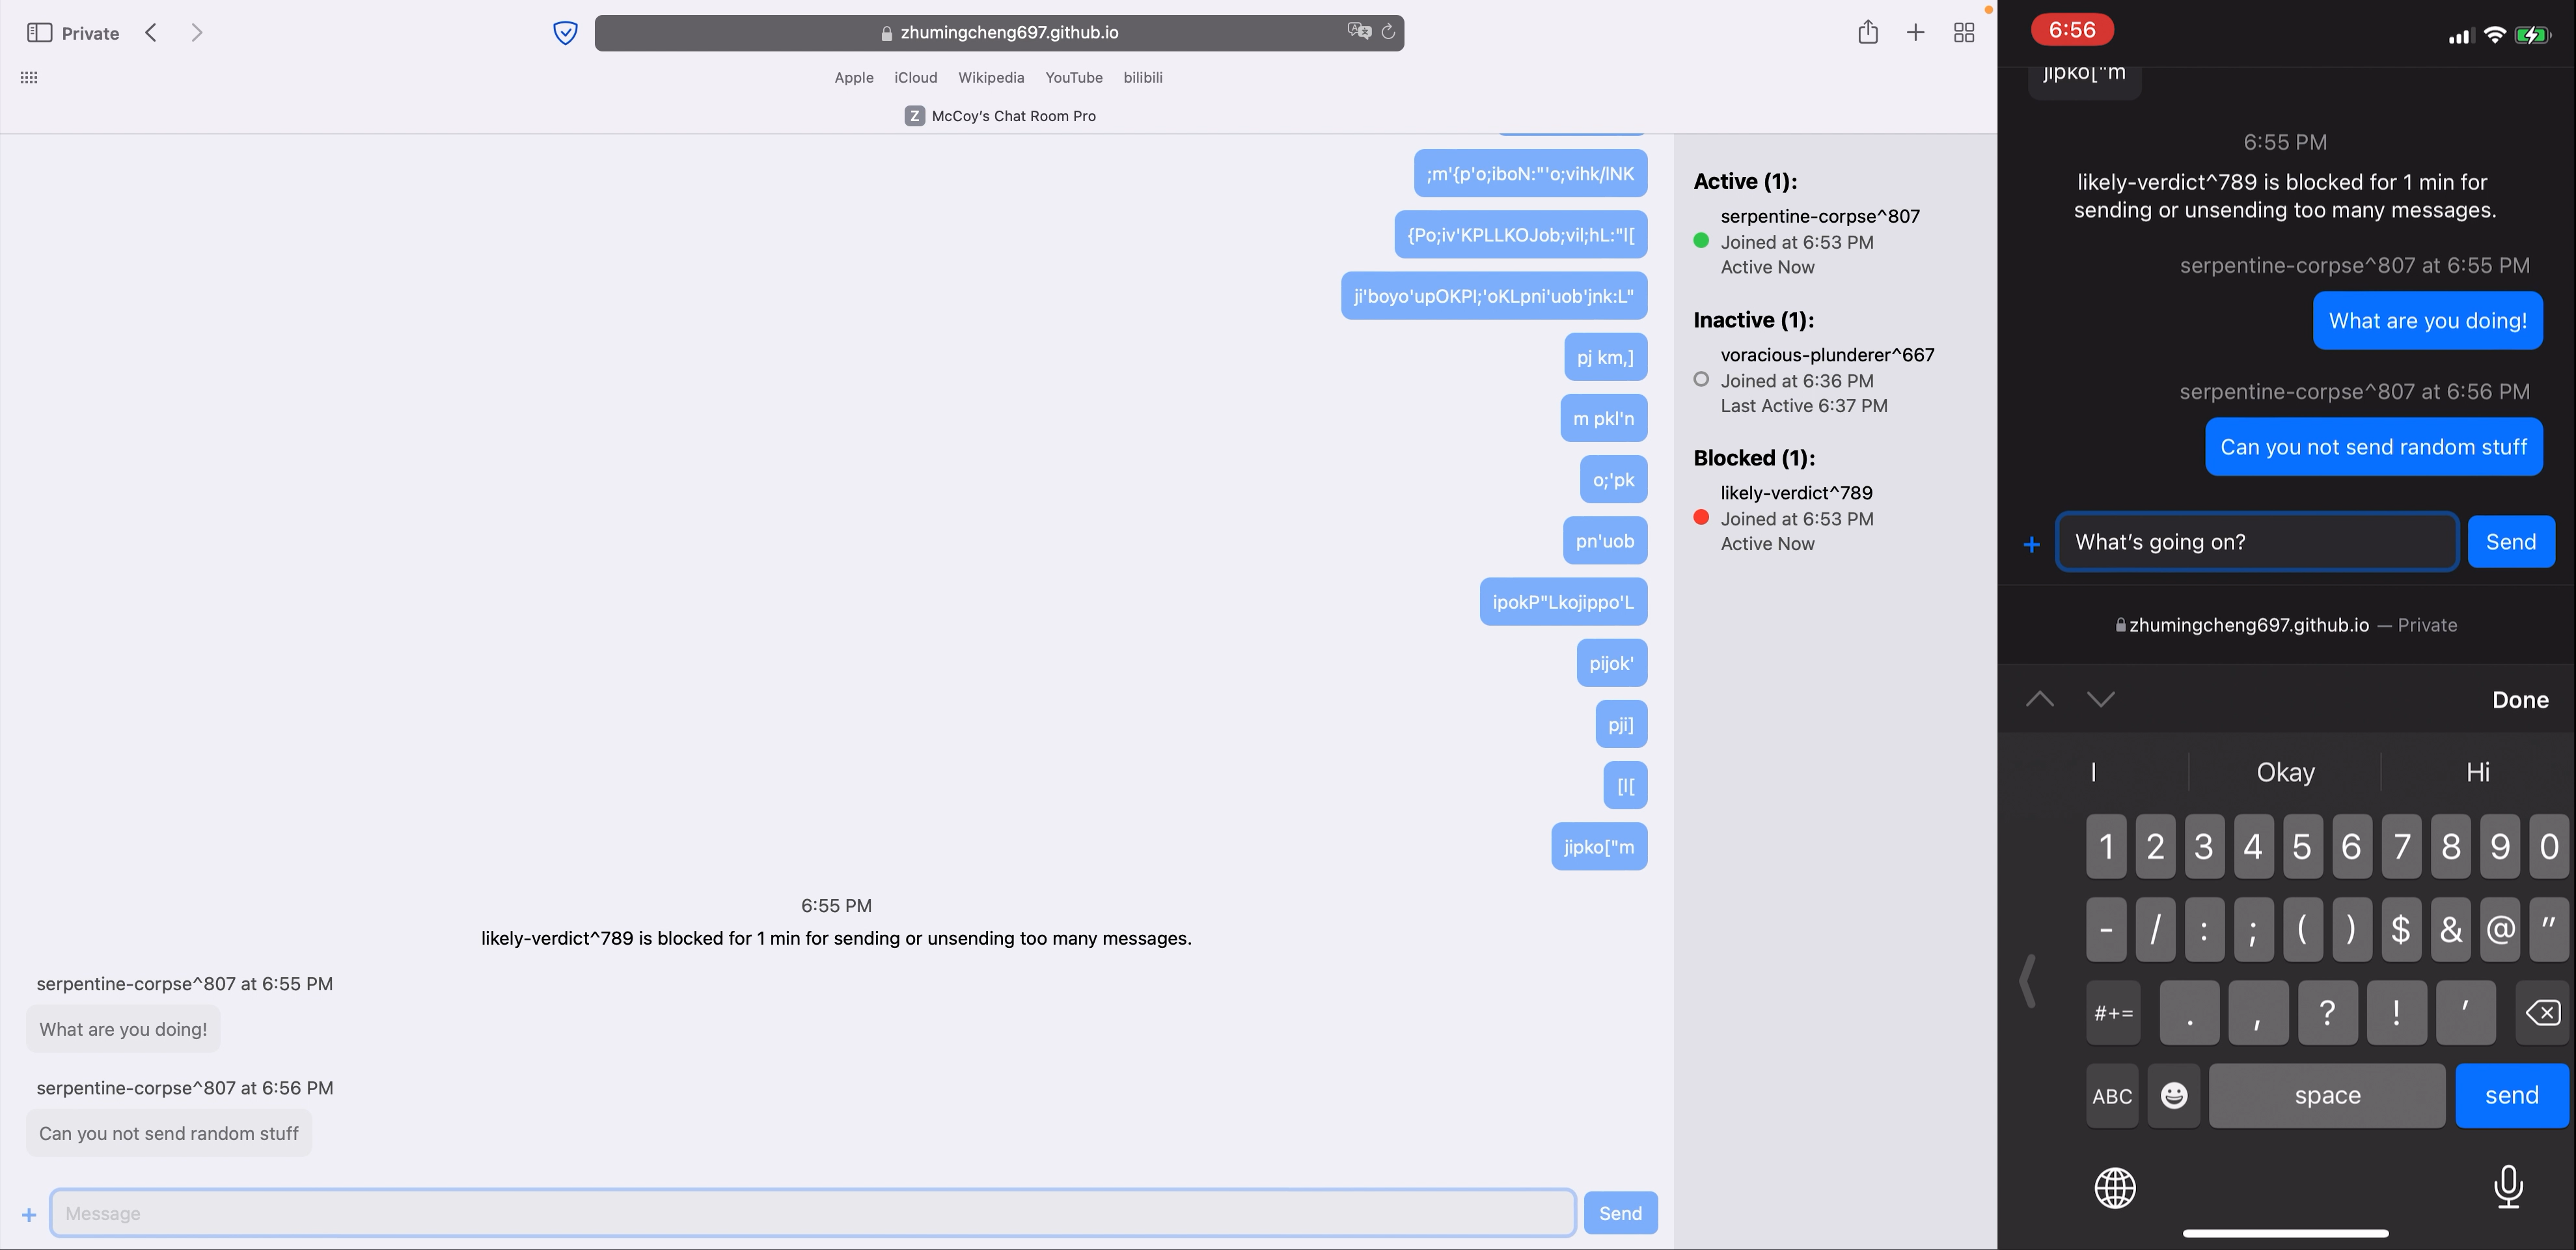 Private
zhumingcheng697.github.io
Apple iCloud Wikipedia YouTube bilibili
Z McCoy's Chat Room Pro
;m'{p'o;iboN:"'o;vihk/lNK
{Po;iv'KPLLKOJob;vil;hL:"l[
ji'boyo'upOKPI;'oKLpni'uob'jnk:L"
pj km,]
m pkl'n
o;'pk
pn'uob
ipokP"Lkojippo'L
pijok'
pji]
[l[
jipko["m
6:55 PM
likely-verdict^789 is blocked for 1 min for sending or unsending too many messages.
serpentine-corpse^807 at 6:55 PM
What are you doing!
serpentine-corpse^807 at 6:56 PM
Can you not send random stuff
+ Message Send
Active (1):
serpentine-corpse^807
Joined at 6:53 PM
Active Now
Inactive (1):
voracious-plunderer^667
Joined at 6:36 PM
Last Active 6:37 PM
Blocked (1):
likely-verdict^789
Joined at 6:53 PM
Active Now
6:56
jipko["m
6:55 PM
likely-verdict^789 is blocked for 1 min for
sending or unsending too many messages.
serpentine-corpse^807 at 6:55 PM
What are you doing!
serpentine-corpse^807 at 6:56 PM
Can you not send random stuff
+ What's going on? Send
zhumingcheng697.github.io — Private
Done
I Okay Hi
1 2 3 4 5 6 7 8 9 0
- / : ; ( ) $ & @ "
#+= . , ? ! '
ABC space send